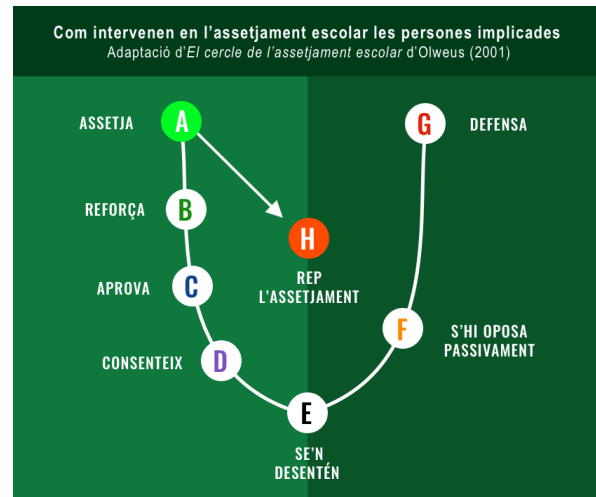 Com intervenen en l'assetjament escolar les persones implicades
Adaptació d'El cercle de l'assetjament escolar d'Olweus (2001)
ASSETJA
A
G
DEFENSA
REFORÇA
B
H
REP
L'ASSETJAMENT
APROVA
C
F
S'HI OPOSA
PASSIVAMENT
CONSENTEIX
D
E
SE'N
DESENTÉN